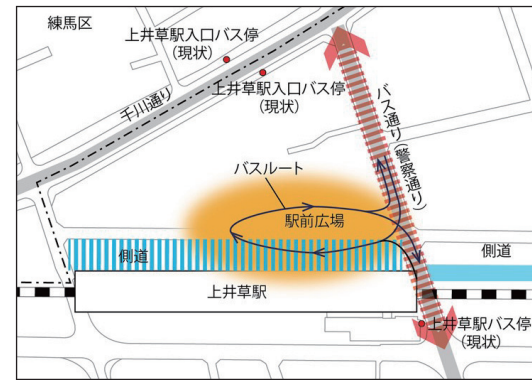 練馬区
上井草駅入口バス停
(現状)
上井草駅入口バス停
(現状)
千川通り
バス通り(警察通り)
バスルート
駅前広場
側道
側道
上井草駅
上井草駅バス停
(現状)